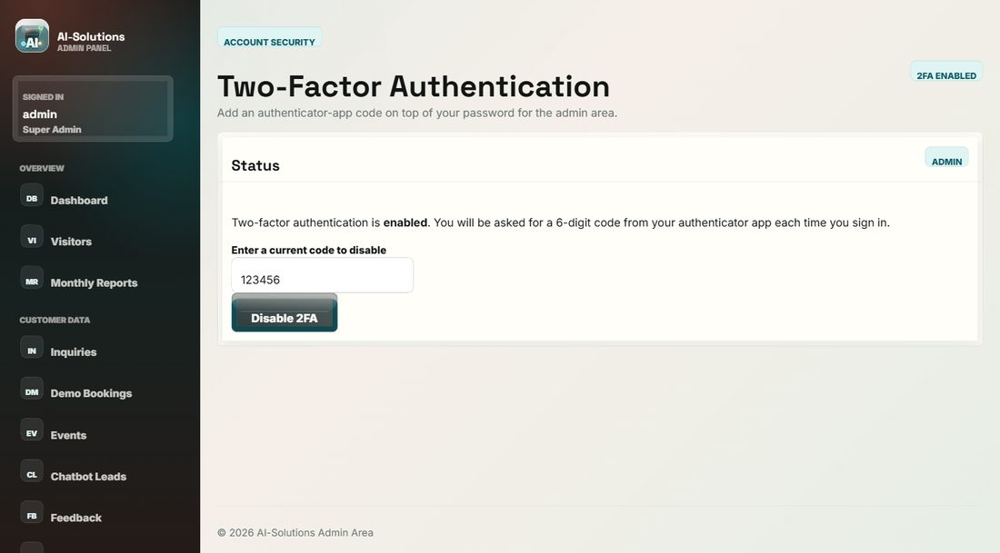 AI
AI-Solutions
ADMIN PANEL
SIGNED IN
admin
Super Admin
OVERVIEW
DB Dashboard
VI Visitors
MR Monthly Reports
CUSTOMER DATA
IN Inquiries
DM Demo Bookings
EV Events
CL Chatbot Leads
FB Feedback
ACCOUNT SECURITY
Two-Factor Authentication
2FA ENABLED
Add an authenticator-app code on top of your password for the admin area.
Status
ADMIN
Two-factor authentication is enabled. You will be asked for a 6-digit code from your authenticator app each time you sign in.
Enter a current code to disable
123456
Disable 2FA
© 2026 AI-Solutions Admin Area